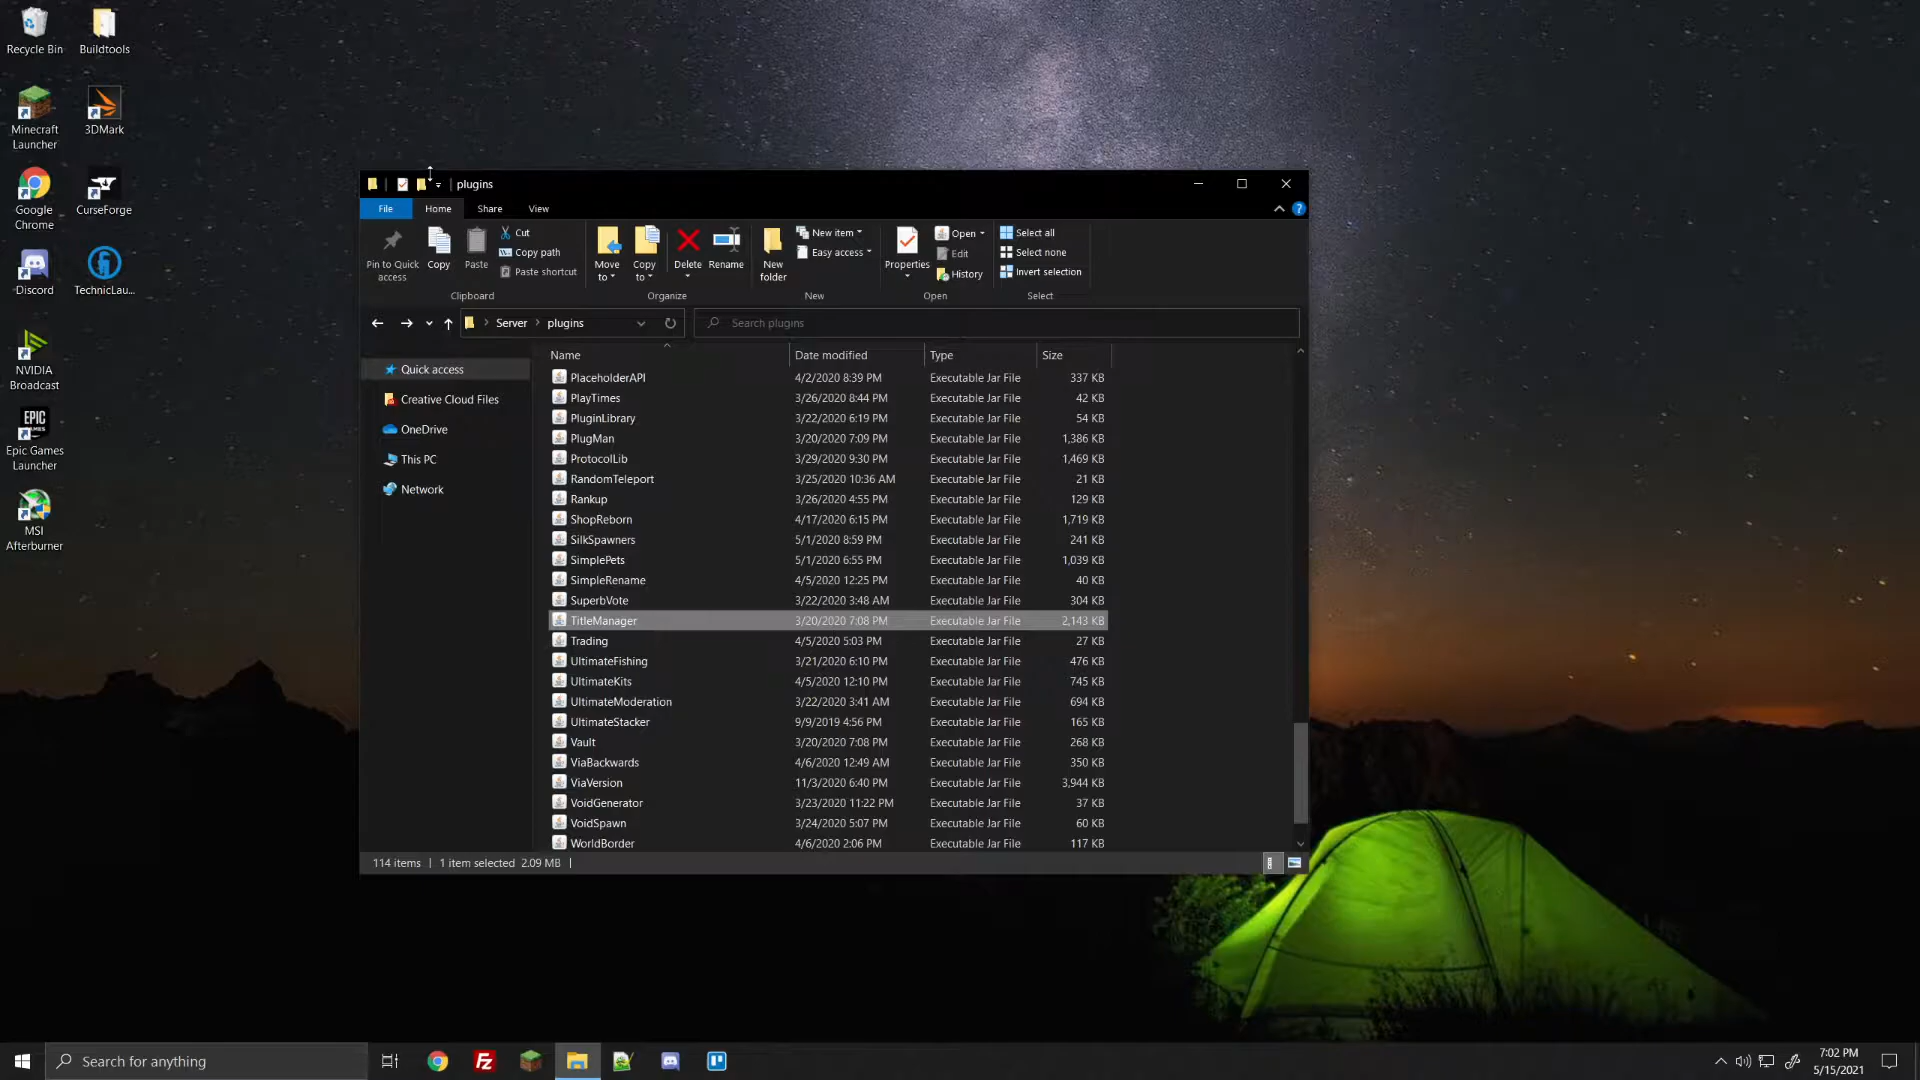 Recycle Bin
Buildtools
Minecraft
Launcher
3DMark
Google
Chrome
CurseForge
Discord
TechnicLau...
NVIDIA
Broadcast
EPIC
GAMES
Epic Games
Launcher
MSI
Afterburner
plugins
File Home Share View
Pin to Quick
access
Copy
Paste
Cut
Copy path
Paste shortcut
Clipboard
Move
to
Copy
to
Delete
Rename
Organize
New
folder
New item
Easy access
New
Properties
Open
Edit
History
Open
Select all
Select none
Invert selection
Select
Server plugins
Search plugins
Quick access
Creative Cloud Files
OneDrive
This PC
Network
Name Date modified Type Size
PlaceholderAPI 4/2/2020 8:39 PM Executable Jar File 337 KB
PlayTimes 3/26/2020 8:44 PM Executable Jar File 42 KB
PluginLibrary 3/22/2020 6:19 PM Executable Jar File 54 KB
PlugMan 3/20/2020 7:09 PM Executable Jar File 1,386 KB
ProtocolLib 3/29/2020 9:30 PM Executable Jar File 1,469 KB
RandomTeleport 3/25/2020 10:36 AM Executable Jar File 21 KB
Rankup 3/26/2020 4:55 PM Executable Jar File 129 KB
ShopReborn 4/17/2020 6:15 PM Executable Jar File 1,719 KB
SilkSpawners 5/1/2020 8:59 PM Executable Jar File 241 KB
SimplePets 5/1/2020 6:55 PM Executable Jar File 1,039 KB
SimpleRename 4/5/2020 12:25 PM Executable Jar File 40 KB
SuperbVote 3/22/2020 3:48 AM Executable Jar File 304 KB
TitleManager 3/20/2020 7:08 PM Executable Jar File 2,143 KB
Trading 4/5/2020 5:03 PM Executable Jar File 27 KB
UltimateFishing 3/21/2020 6:10 PM Executable Jar File 476 KB
UltimateKits 4/5/2020 12:10 PM Executable Jar File 745 KB
UltimateModeration 3/22/2020 3:41 AM Executable Jar File 694 KB
UltimateStacker 9/9/2019 4:56 PM Executable Jar File 165 KB
Vault 3/20/2020 7:08 PM Executable Jar File 268 KB
ViaBackwards 4/6/2020 12:49 AM Executable Jar File 350 KB
ViaVersion 11/3/2020 6:40 PM Executable Jar File 3,944 KB
VoidGenerator 3/23/2020 11:22 PM Executable Jar File 37 KB
VoidSpawn 3/24/2020 5:07 PM Executable Jar File 60 KB
WorldBorder 4/6/2020 2:06 PM Executable Jar File 117 KB
114 items 1 item selected 2.09 MB
Search for anything
Fz
7:02 PM
5/15/2021